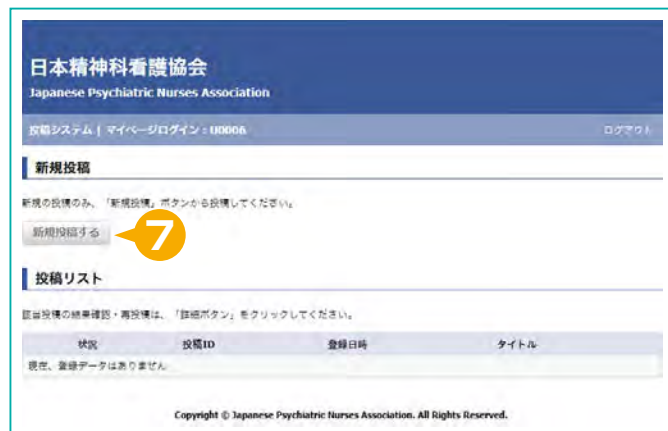 日本精神科看護協会
Japanese Psychiatric Nurses Association
投稿システム | マイページログイン:U0006 ログアウト
新規投稿
新規の投稿のみ、「新規投稿」ボタンから投稿してください。
新規投稿する 7
投稿リスト
該当投稿の結果確認・再投稿は、「詳細ボタン」をクリックしてください。
状況 投稿ID 登録日時 タイトル
現在、登録データはありません
Copyright © Japanese Psychiatric Nurses Association. All Rights Reserved.